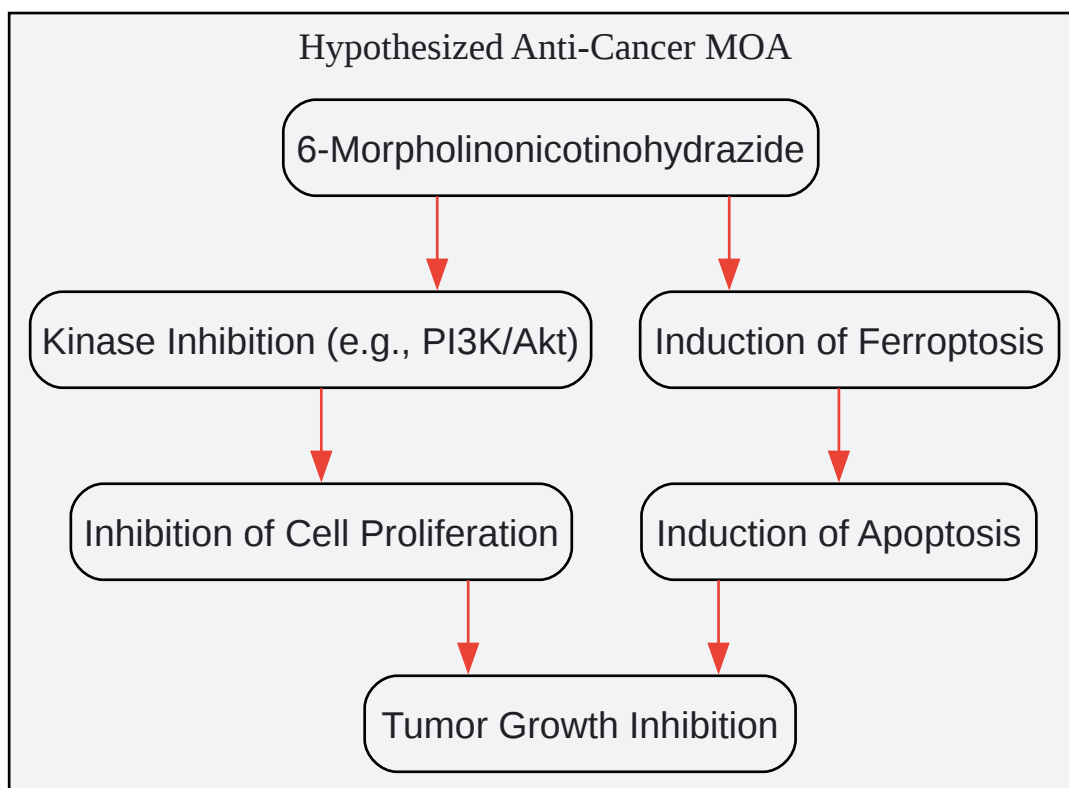 Hypothesized Anti-Cancer MOA
6-Morpholinonicotinohydrazide
Kinase Inhibition (e.g., PI3K/Akt)
Induction of Ferroptosis
Inhibition of Cell Proliferation
Induction of Apoptosis
Tumor Growth Inhibition